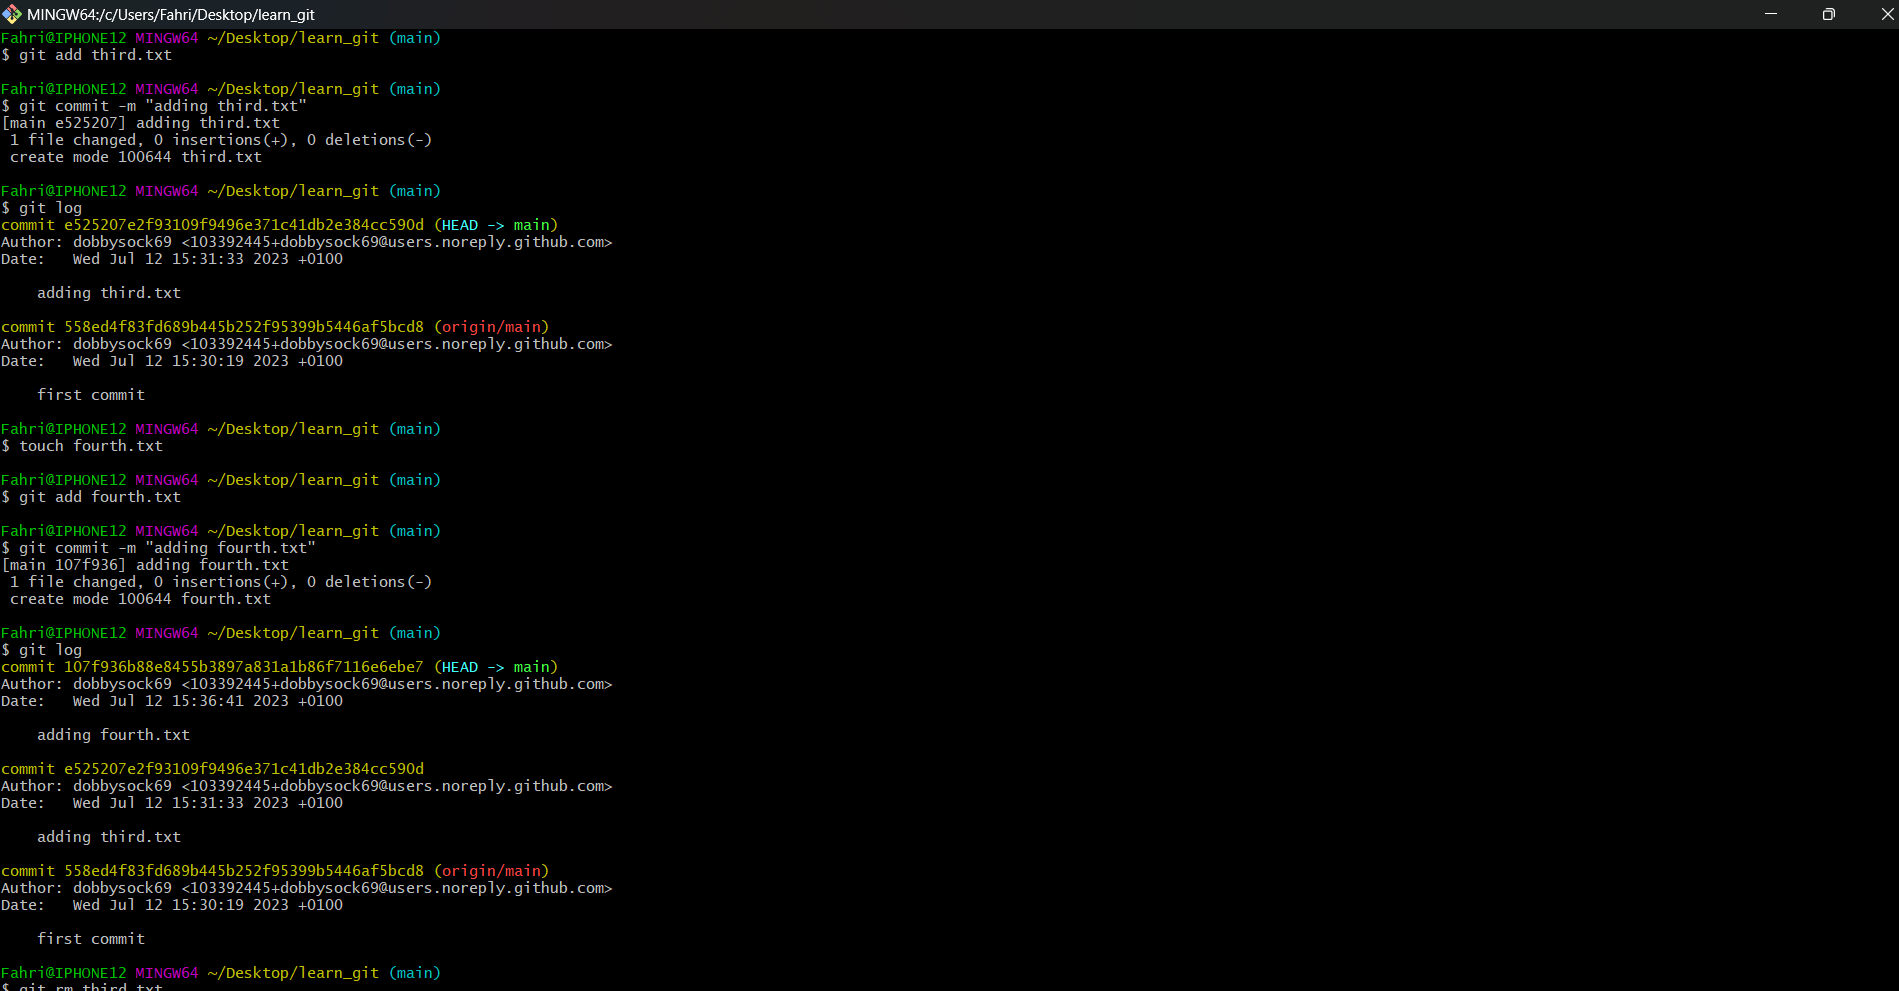 MINGW64:/c/Users/Fahri/Desktop/learn_git
Fahri@IPHONE12 MINGW64 ~/Desktop/learn_git (main)
$ git add third.txt
Fahri@IPHONE12 MINGW64 ~/Desktop/learn_git (main)
$ git commit -m "adding third.txt"
[main e525207] adding third.txt
 1 file changed, 0 insertions(+), 0 deletions(-)
 create mode 100644 third.txt
Fahri@IPHONE12 MINGW64 ~/Desktop/learn_git (main)
$ git log
commit e525207e2f93109f9496e371c41db2e384cc590d (HEAD -> main)
Author: dobbysock69 <103392445+dobbysock69@users.noreply.github.com>
Date:   Wed Jul 12 15:31:33 2023 +0100
    adding third.txt
commit 558ed4f83fd689b445b252f95399b5446af5bcd8 (origin/main)
Author: dobbysock69 <103392445+dobbysock69@users.noreply.github.com>
Date:   Wed Jul 12 15:30:19 2023 +0100
    first commit
Fahri@IPHONE12 MINGW64 ~/Desktop/learn_git (main)
$ touch fourth.txt
Fahri@IPHONE12 MINGW64 ~/Desktop/learn_git (main)
$ git add fourth.txt
Fahri@IPHONE12 MINGW64 ~/Desktop/learn_git (main)
$ git commit -m "adding fourth.txt"
[main 107f936] adding fourth.txt
 1 file changed, 0 insertions(+), 0 deletions(-)
 create mode 100644 fourth.txt
Fahri@IPHONE12 MINGW64 ~/Desktop/learn_git (main)
$ git log
commit 107f936b88e8455b3897a831a1b86f7116e6ebe7 (HEAD -> main)
Author: dobbysock69 <103392445+dobbysock69@users.noreply.github.com>
Date:   Wed Jul 12 15:36:41 2023 +0100
    adding fourth.txt
commit e525207e2f93109f9496e371c41db2e384cc590d
Author: dobbysock69 <103392445+dobbysock69@users.noreply.github.com>
Date:   Wed Jul 12 15:31:33 2023 +0100
    adding third.txt
commit 558ed4f83fd689b445b252f95399b5446af5bcd8 (origin/main)
Author: dobbysock69 <103392445+dobbysock69@users.noreply.github.com>
Date:   Wed Jul 12 15:30:19 2023 +0100
    first commit
Fahri@IPHONE12 MINGW64 ~/Desktop/learn_git (main)
$ git rm third.txt